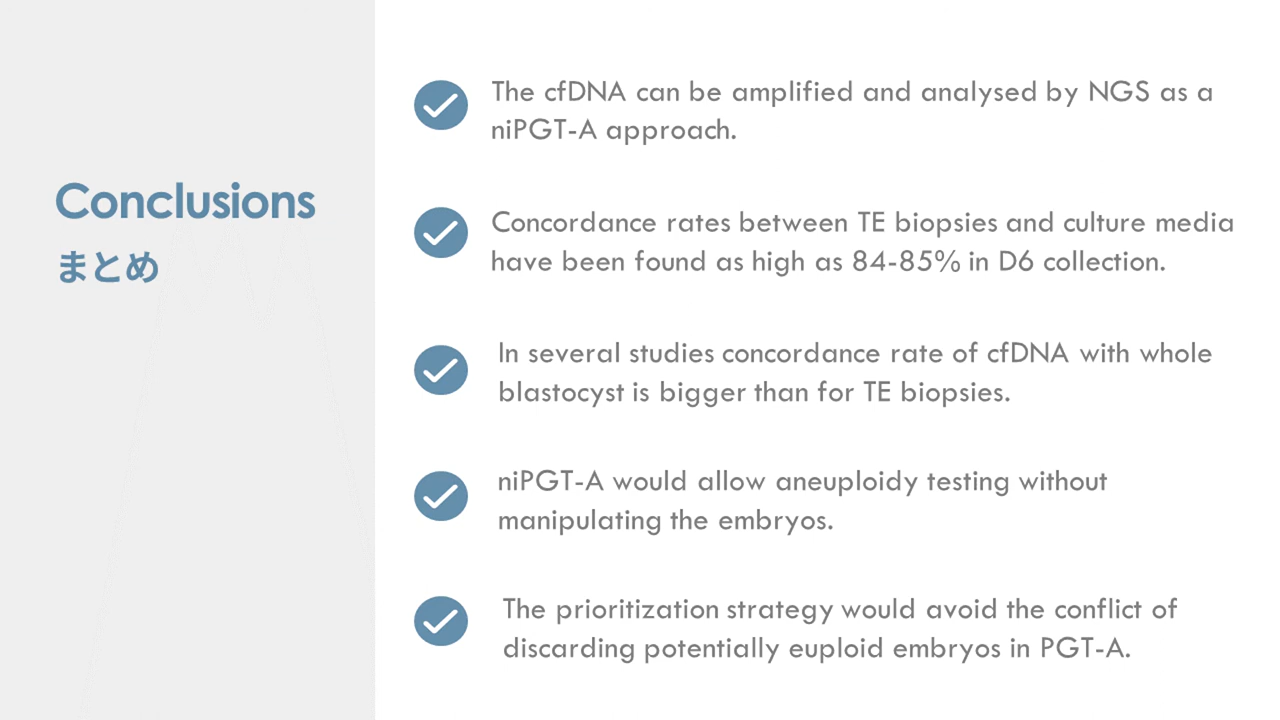 Conclusions
まとめ
The cfDNA can be amplified and analysed by NGS as a
niPGT-A approach.
Concordance rates between TE biopsies and culture media
have been found as high as 84-85% in D6 collection.
In several studies concordance rate of cfDNA with whole
blastocyst is bigger than for TE biopsies.
niPGT-A would allow aneuploidy testing without
manipulating the embryos.
The prioritization strategy would avoid the conflict of
discarding potentially euploid embryos in PGT-A.